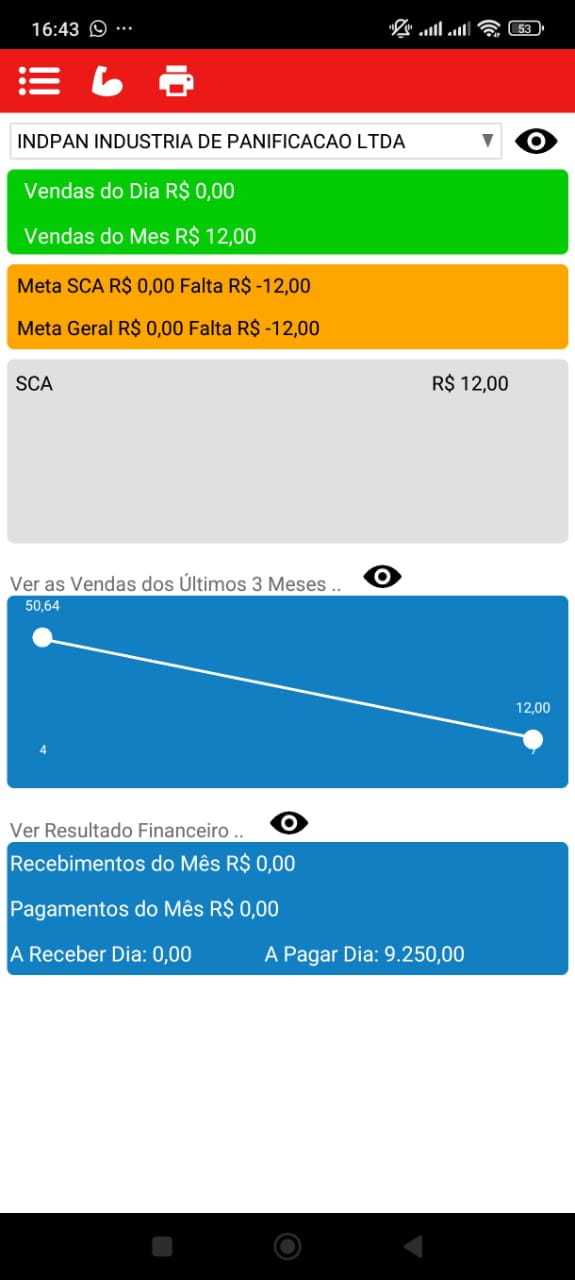 16:43
53
INDPAN INDUSTRIA DE PANIFICACAO LTDA
Vendas do Dia R$ 0,00
Vendas do Mes R$ 12,00
Meta SCA R$ 0,00 Falta R$ -12,00
Meta Geral R$ 0,00 Falta R$ -12,00
SCA R$ 12,00
Ver as Vendas dos Últimos 3 Meses ..
50,64
12,00
4
Ver Resultado Financeiro ..
Recebimentos do Mês R$ 0,00
Pagamentos do Mês R$ 0,00
A Receber Dia: 0,00 A Pagar Dia: 9.250,00